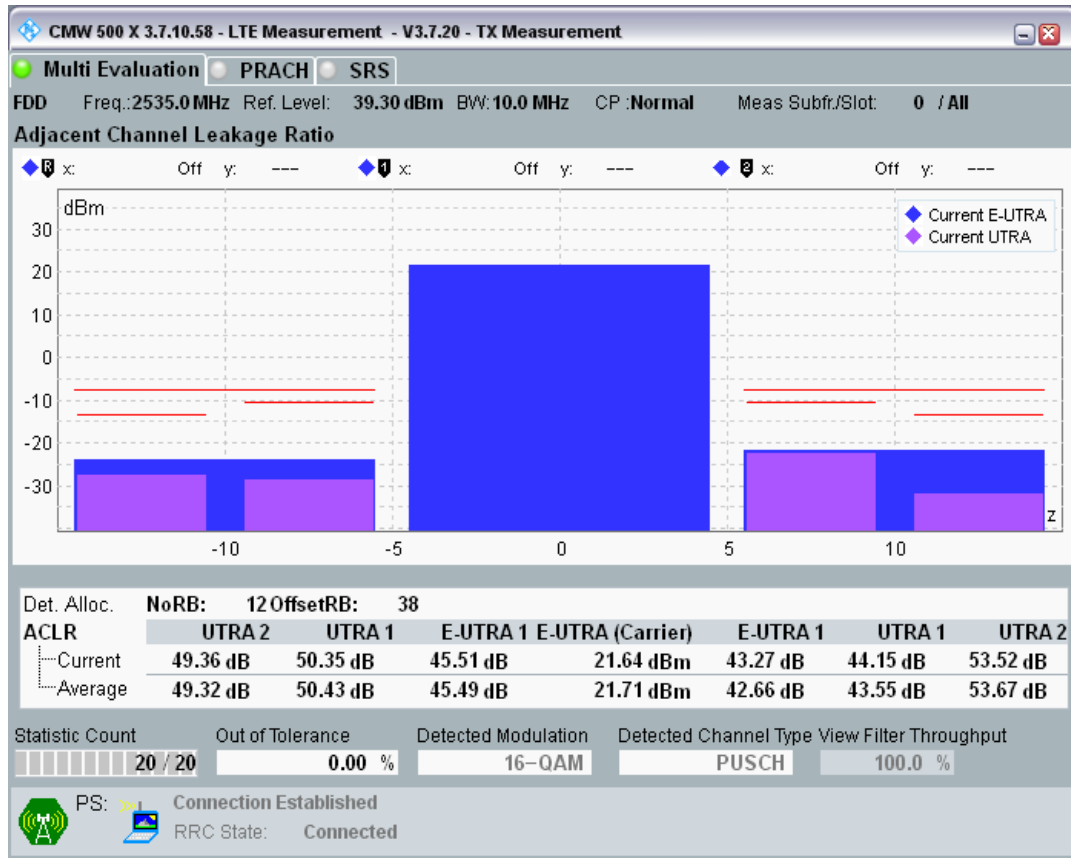 CMW 500 X 3.7.10.58 - LTE Measurement - V3.7.20 - TX Measurement
Multi Evaluation PRACH SRS
FDD Freq.:2535.0 MHz Ref. Level: 39.30 dBm BW:10.0 MHz CP :Normal Meas Subfr./Slot: 0 / All
Adjacent Channel Leakage Ratio
R x: Off y: --- 1 x: Off y: --- 2 x: Off y: ---
dBm
Current E-UTRA
Current UTRA
30
20
10
0
-10
-20
-30
z
-10 -5 0 5 10
Det. Alloc. NoRB: 12 OffsetRB: 38
ACLR UTRA 2 UTRA 1 E-UTRA 1 E-UTRA (Carrier) E-UTRA 1 UTRA 1 UTRA 2
Current 49.36 dB 50.35 dB 45.51 dB 21.64 dBm 43.27 dB 44.15 dB 53.52 dB
Average 49.32 dB 50.43 dB 45.49 dB 21.71 dBm 42.66 dB 43.55 dB 53.67 dB
Statistic Count Out of Tolerance Detected Modulation Detected Channel Type View Filter Throughput
20 / 20 0.00 % 16-QAM PUSCH 100.0 %
PS: Connection Established
RRC State: Connected